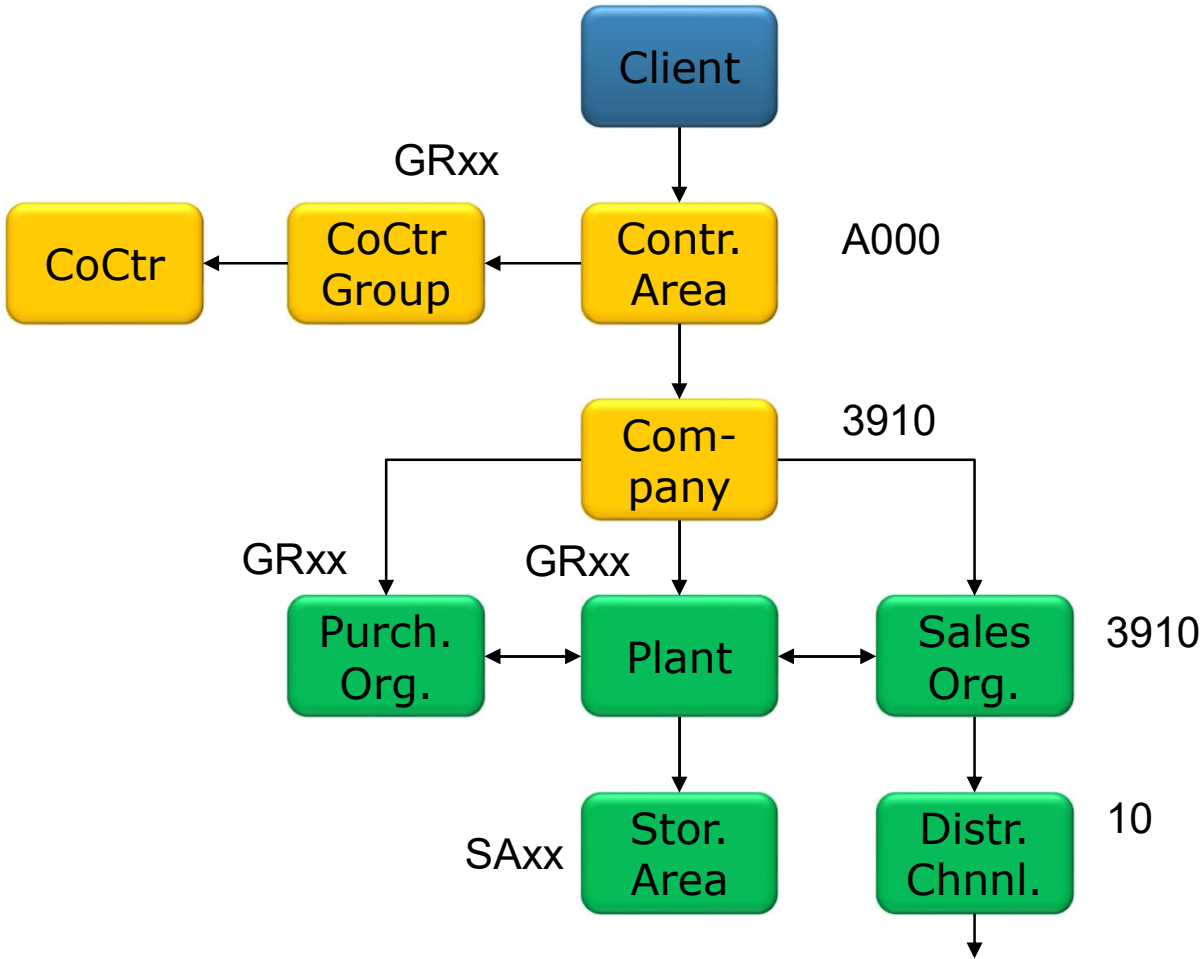 Client
GRxx
CoCtr
CoCtr
Group
Contr.
Area
A000
Com-
pany
3910
GRxx
GRxx
Purch.
Org.
Plant
Sales
Org.
3910
SAxx
Stor.
Area
Distr.
Chnnl.
10